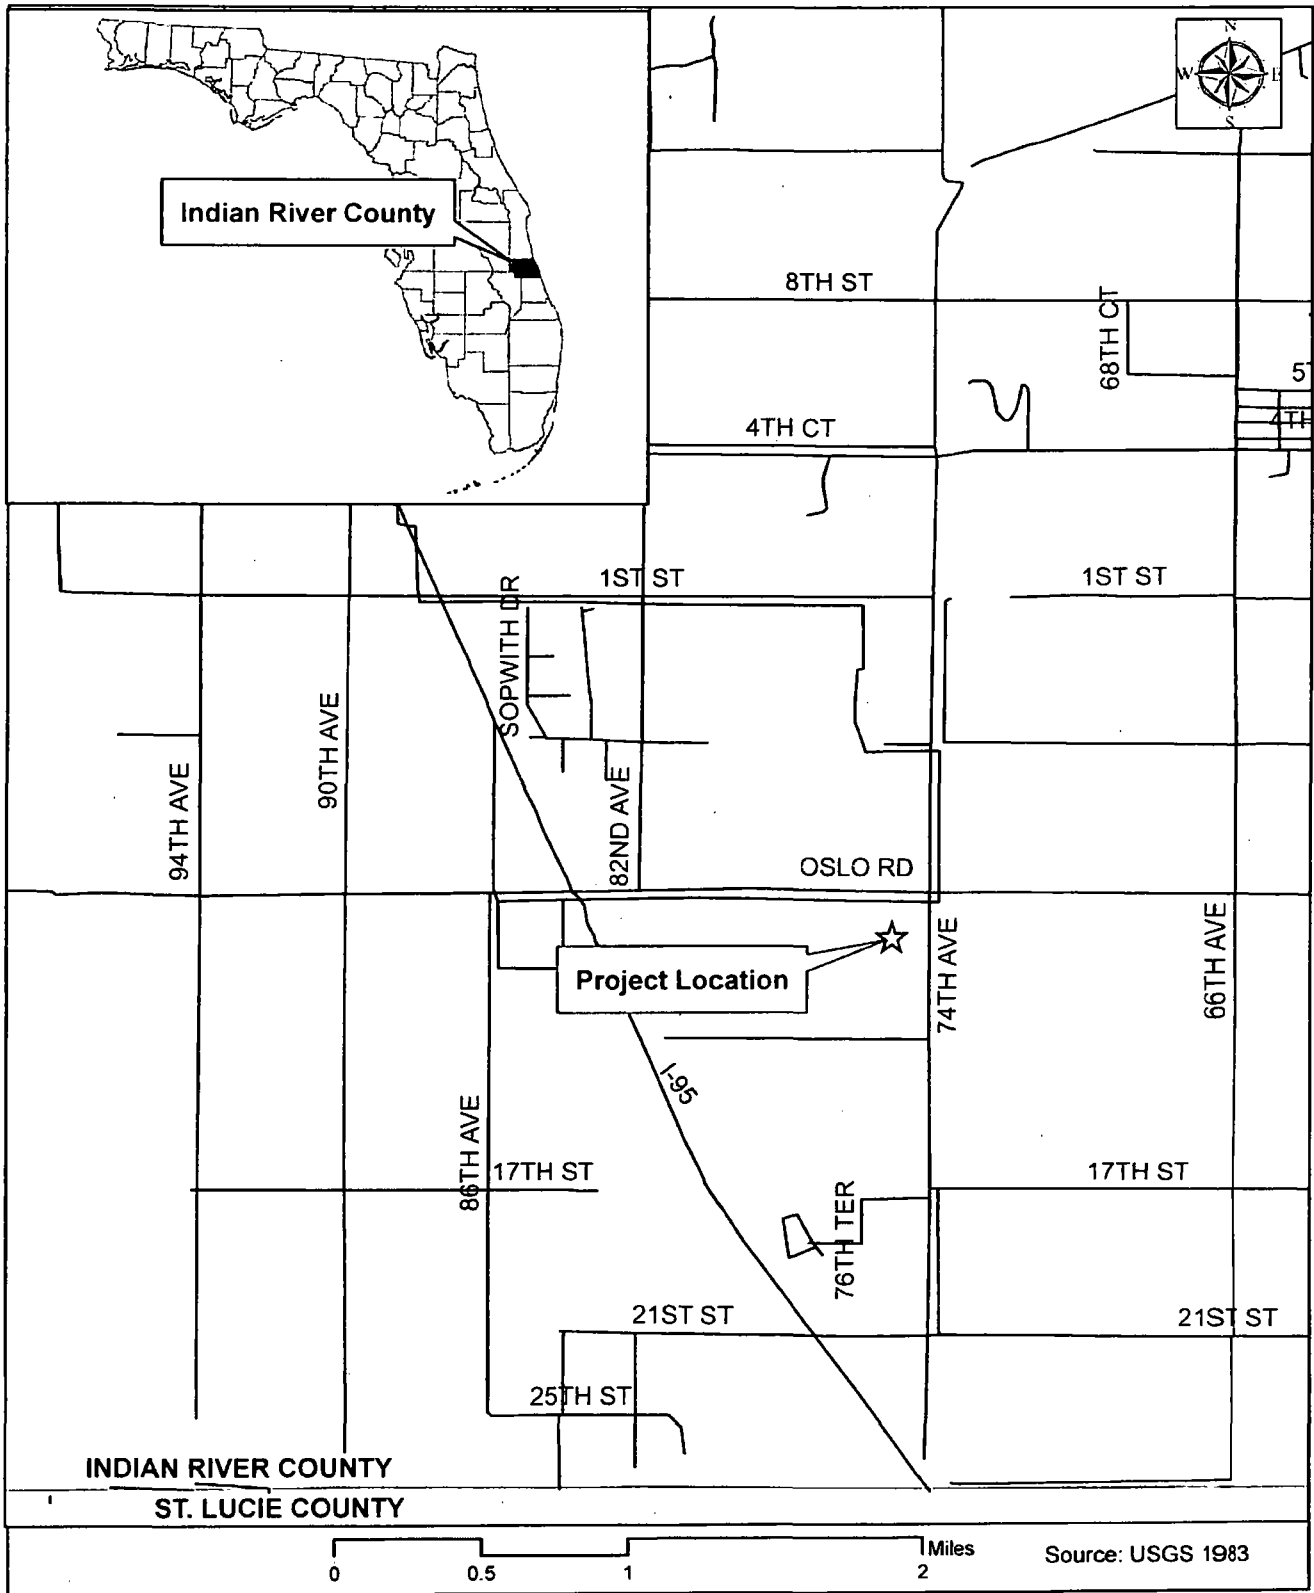 N
W
E
S
Indian River County
8TH ST
68TH CT
5T
4TH CT
4TH
1ST ST
1ST ST
SOPWITH DR
90TH AVE
94TH AVE
82ND AVE
OSLO RD
74TH AVE
66TH AVE
Project Location
I-95
86TH AVE
17TH ST
17TH ST
76TH TER
21ST ST
21ST ST
25TH ST
INDIAN RIVER COUNTY
ST. LUCIE COUNTY
Miles
0
0.5
1
2
Source: USGS 1983